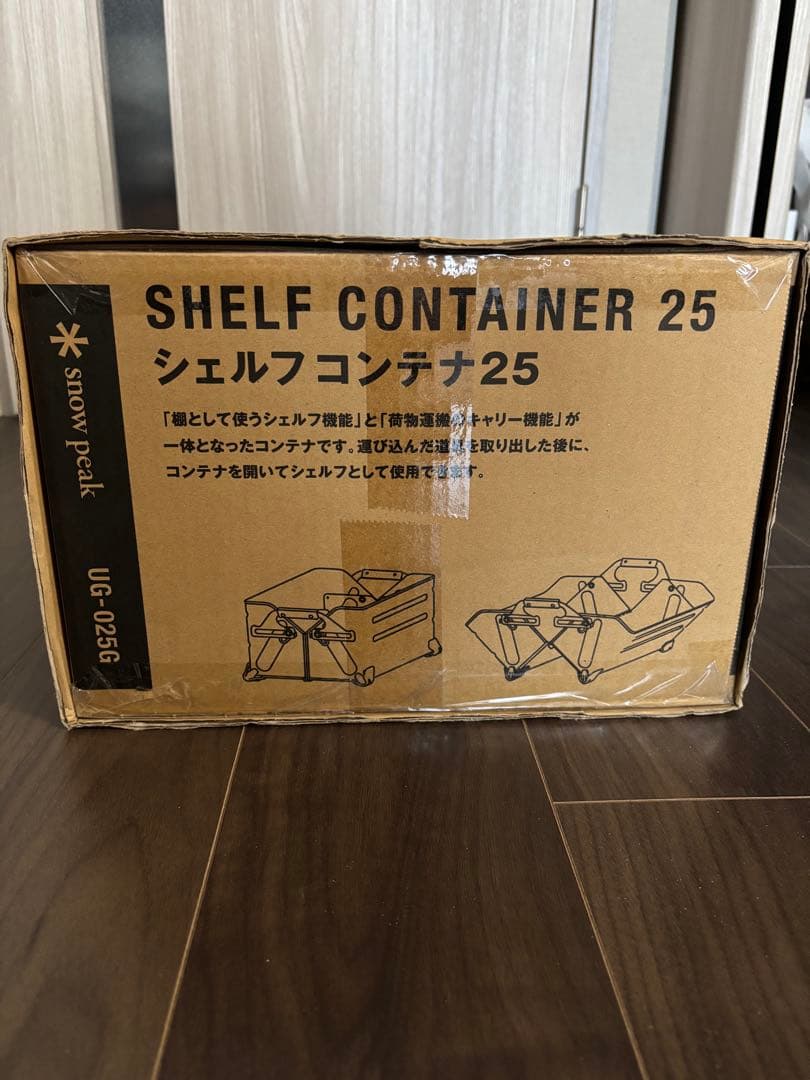 SHELF CONTAINER 25
シェルフコンテナ25
「棚として使うシェルフ機能」と「荷物運搬のキャリー機能」が
一体となったコンテナです。運び込んだ道具を取り出した後に、
コンテナを開いてシェルフとして使用できます。
snow peak
UG-025G